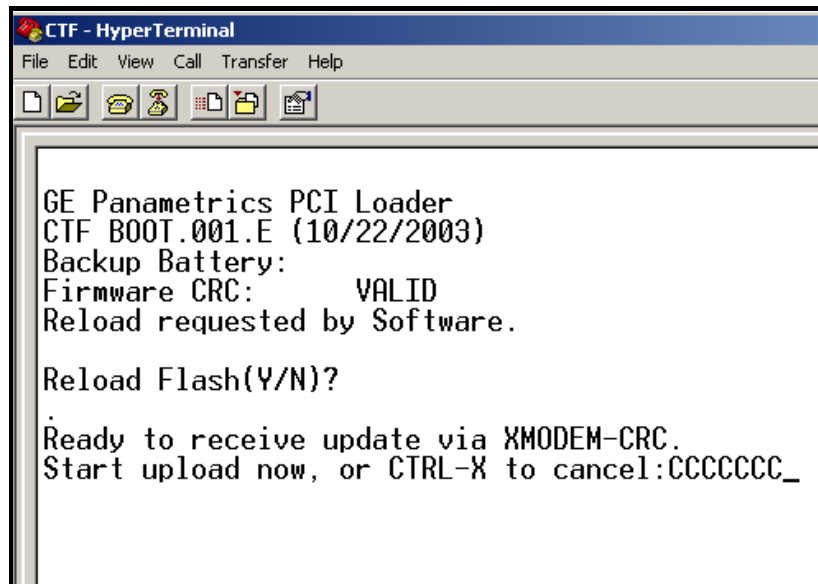 CTF - HyperTerminal
File Edit View Call Transfer Help
GE Panametrics PCI Loader
CTF BOOT.001.E (10/22/2003)
Backup Battery:
Firmware CRC: VALID
Reload requested by Software.
Reload Flash(Y/N)?
.
Ready to receive update via XMODEM-CRC.
Start upload now, or CTRL-X to cancel:CCCCCCC_